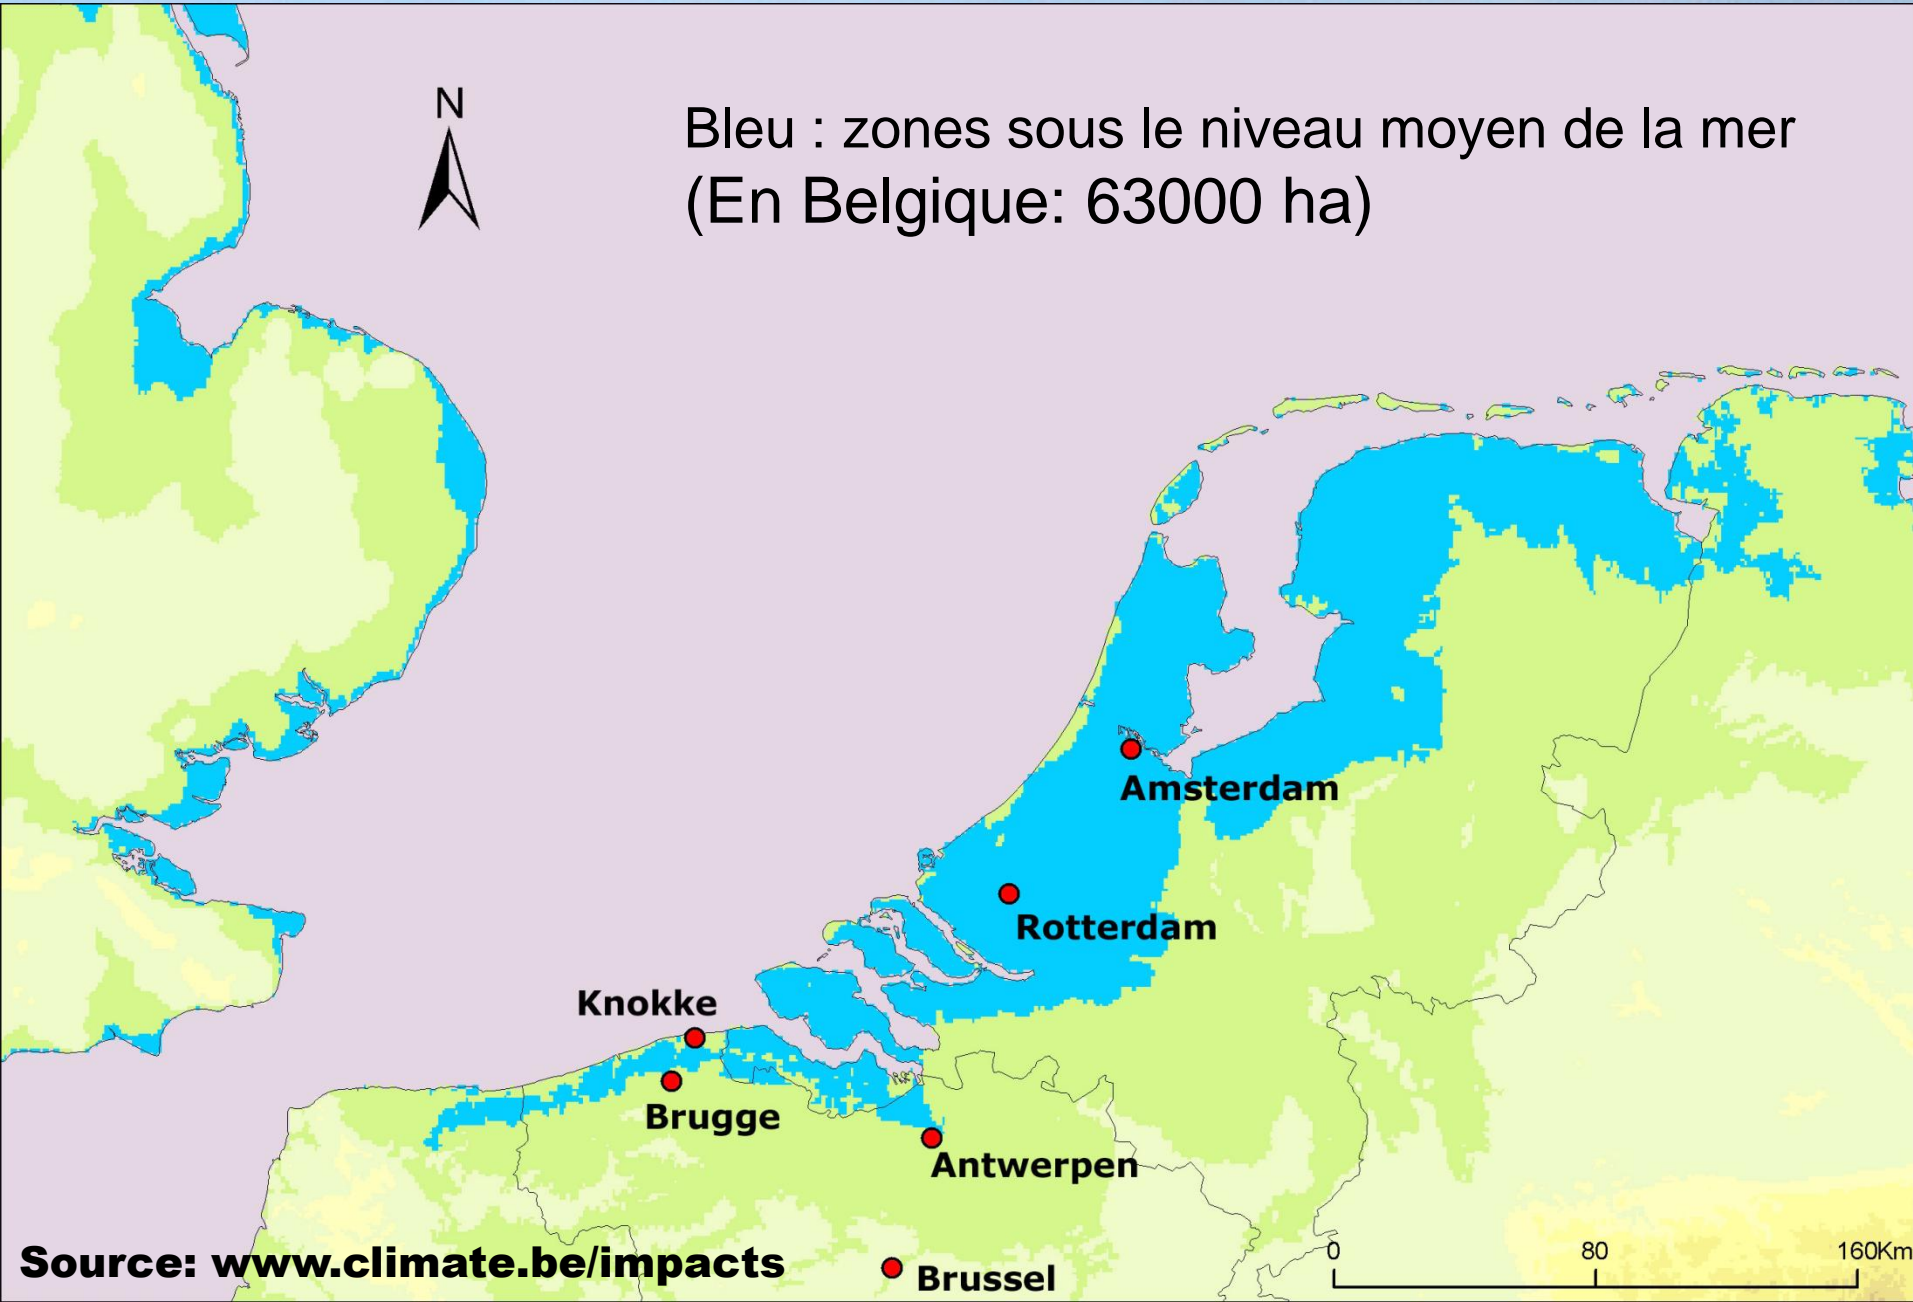 N
Bleu : zones sous le niveau moyen de la mer
(En Belgique: 63000 ha)
Amsterdam
Rotterdam
Knokke
Brugge
Antwerpen
Source: www.climate.be/impacts
Brussel
0 80 160Km